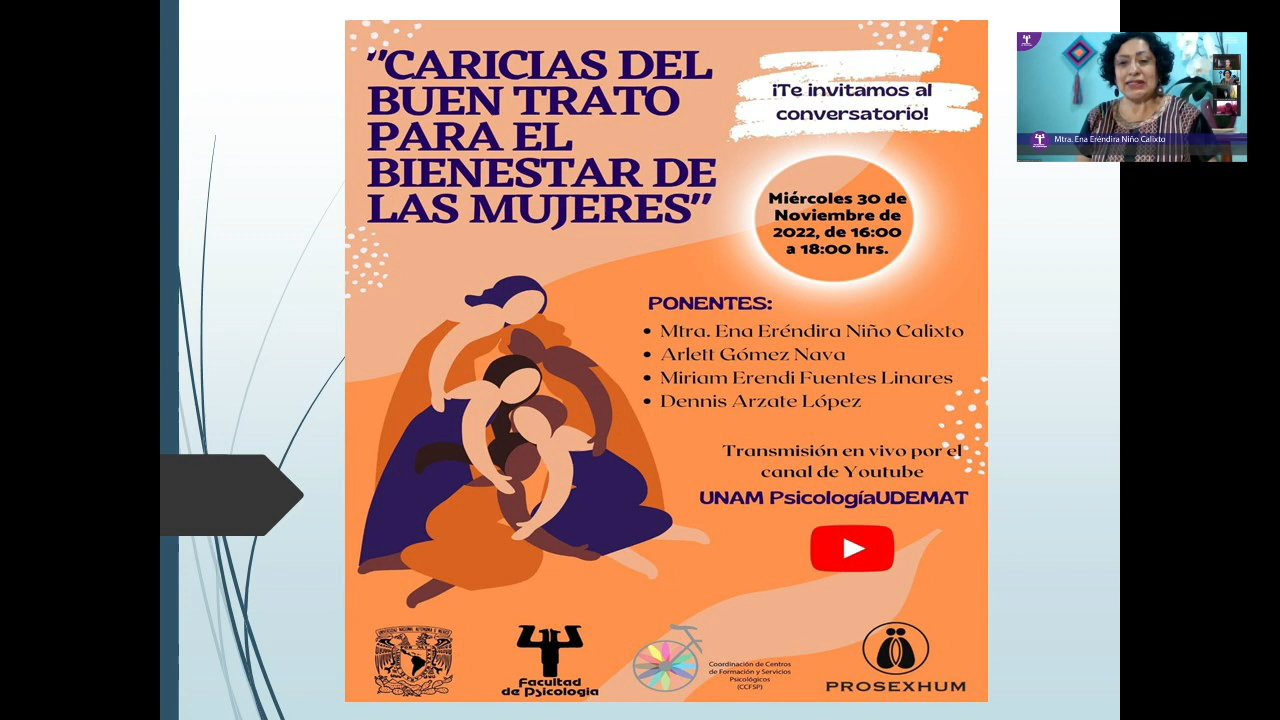 "CARICIAS DEL
BUEN TRATO
PARA EL
BIENESTAR DE
LAS MUJERES"
¡Te invitamos al
conversatorio!
Miércoles 30 de
Noviembre de
2022, de 16:00
a 18:00 hrs.
PONENTES:
• Mtra. Ena Eréndira Niño Calixto
• Arlett Gómez Nava
• Miriam Erendi Fuentes Linares
• Dennis Arzate López
Transmisión en vivo por el
canal de Youtube
UNAM PsicologíaUDEMAT
Facultad
de Psicología
Coordinación de Centros
de Formación y Servicios
Psicológicos
(CCFSP)
PROSEXHUM
Mtra. Ena Eréndira Niño Calixto